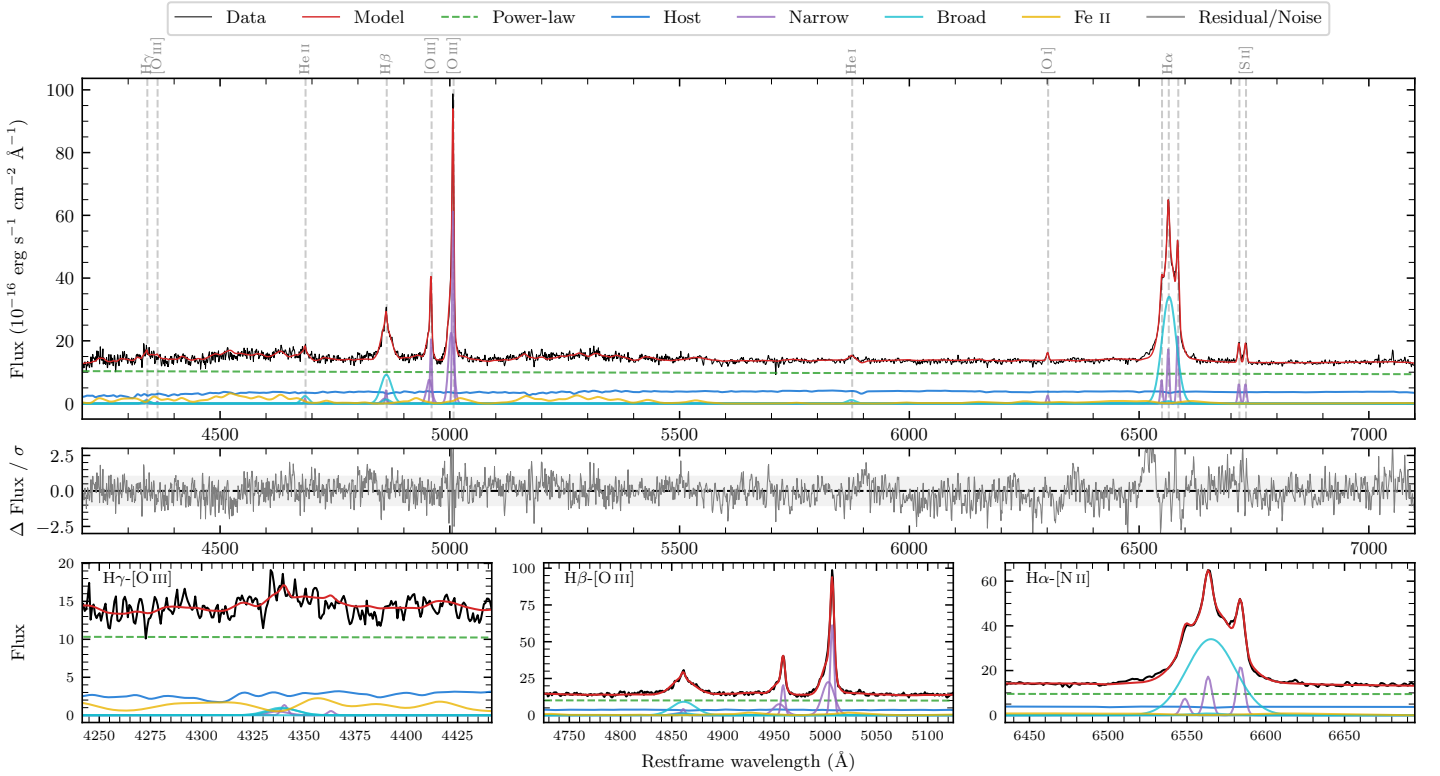 Data Model Power-law Host Narrow Broad Fe II Residual/Noise
Hγ [O III] He II Hβ [O III] [O III] He I [O I] Hα [S II]
Flux (10⁻¹⁶ erg s⁻¹ cm⁻² Å⁻¹)
100
80
60
40
20
0
4500 5000 5500 6000 6500 7000
Δ Flux / σ
2.5
0.0
−2.5
4500 5000 5500 6000 6500 7000
Flux
Hγ-[O III]
20
15
10
5
0
4250 4275 4300 4325 4350 4375 4400 4425
Hβ-[O III]
100
75
50
25
0
4750 4800 4850 4900 4950 5000 5050 5100
Hα-[N II]
60
40
20
0
6450 6500 6550 6600 6650
Restframe wavelength (Å)